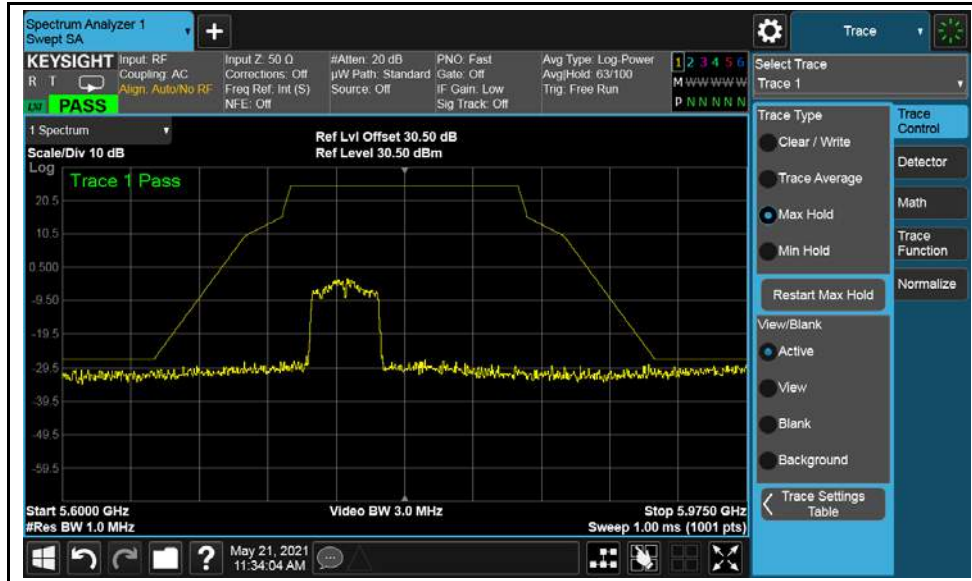 Spectrum Analyzer 1
Swept SA
Trace
KEYSIGHT
R T
PASS
Input: RF
Coupling: AC
Align: Auto/No RF
Input Z: 50 Ω
Corrections: Off
Freq Ref: Int (S)
NFE: Off
#Atten: 20 dB
µW Path: Standard
Source: Off
PNO: Fast
Gate: Off
IF Gain: Low
Sig Track: Off
Avg Type: Log-Power
Avg|Hold: 63/100
Trig: Free Run
1 2 3 4 5 6
M W W W W W
P N N N N N
Select Trace
Trace 1
1 Spectrum
Scale/Div 10 dB
Ref Lvl Offset 30.50 dB
Ref Level 30.50 dBm
Log
Trace 1 Pass
20.5
10.5
0.500
-9.50
-19.5
-29.5
-39.5
-49.5
-59.5
Start 5.6000 GHz
#Res BW 1.0 MHz
Video BW 3.0 MHz
Stop 5.9750 GHz
Sweep 1.00 ms (1001 pts)
Trace Type
Clear / Write
Trace Average
Max Hold
Min Hold
Restart Max Hold
View/Blank
Active
View
Blank
Background
Trace Settings
Table
Trace
Control
Detector
Math
Trace
Function
Normalize
?
May 21, 2021
11:34:04 AM